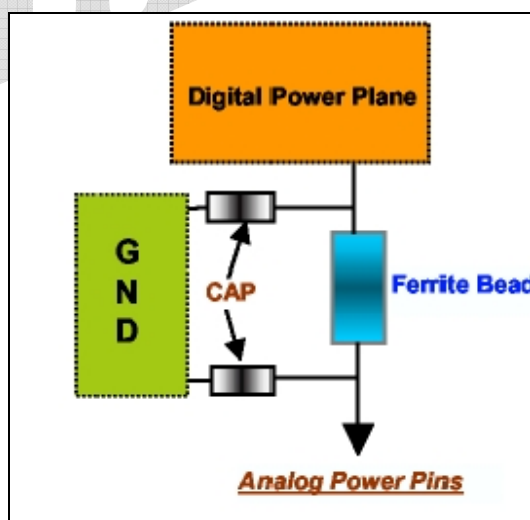 Digital Power Plane
G
N
D
CAP
Ferrite Bead
Analog Power Pins